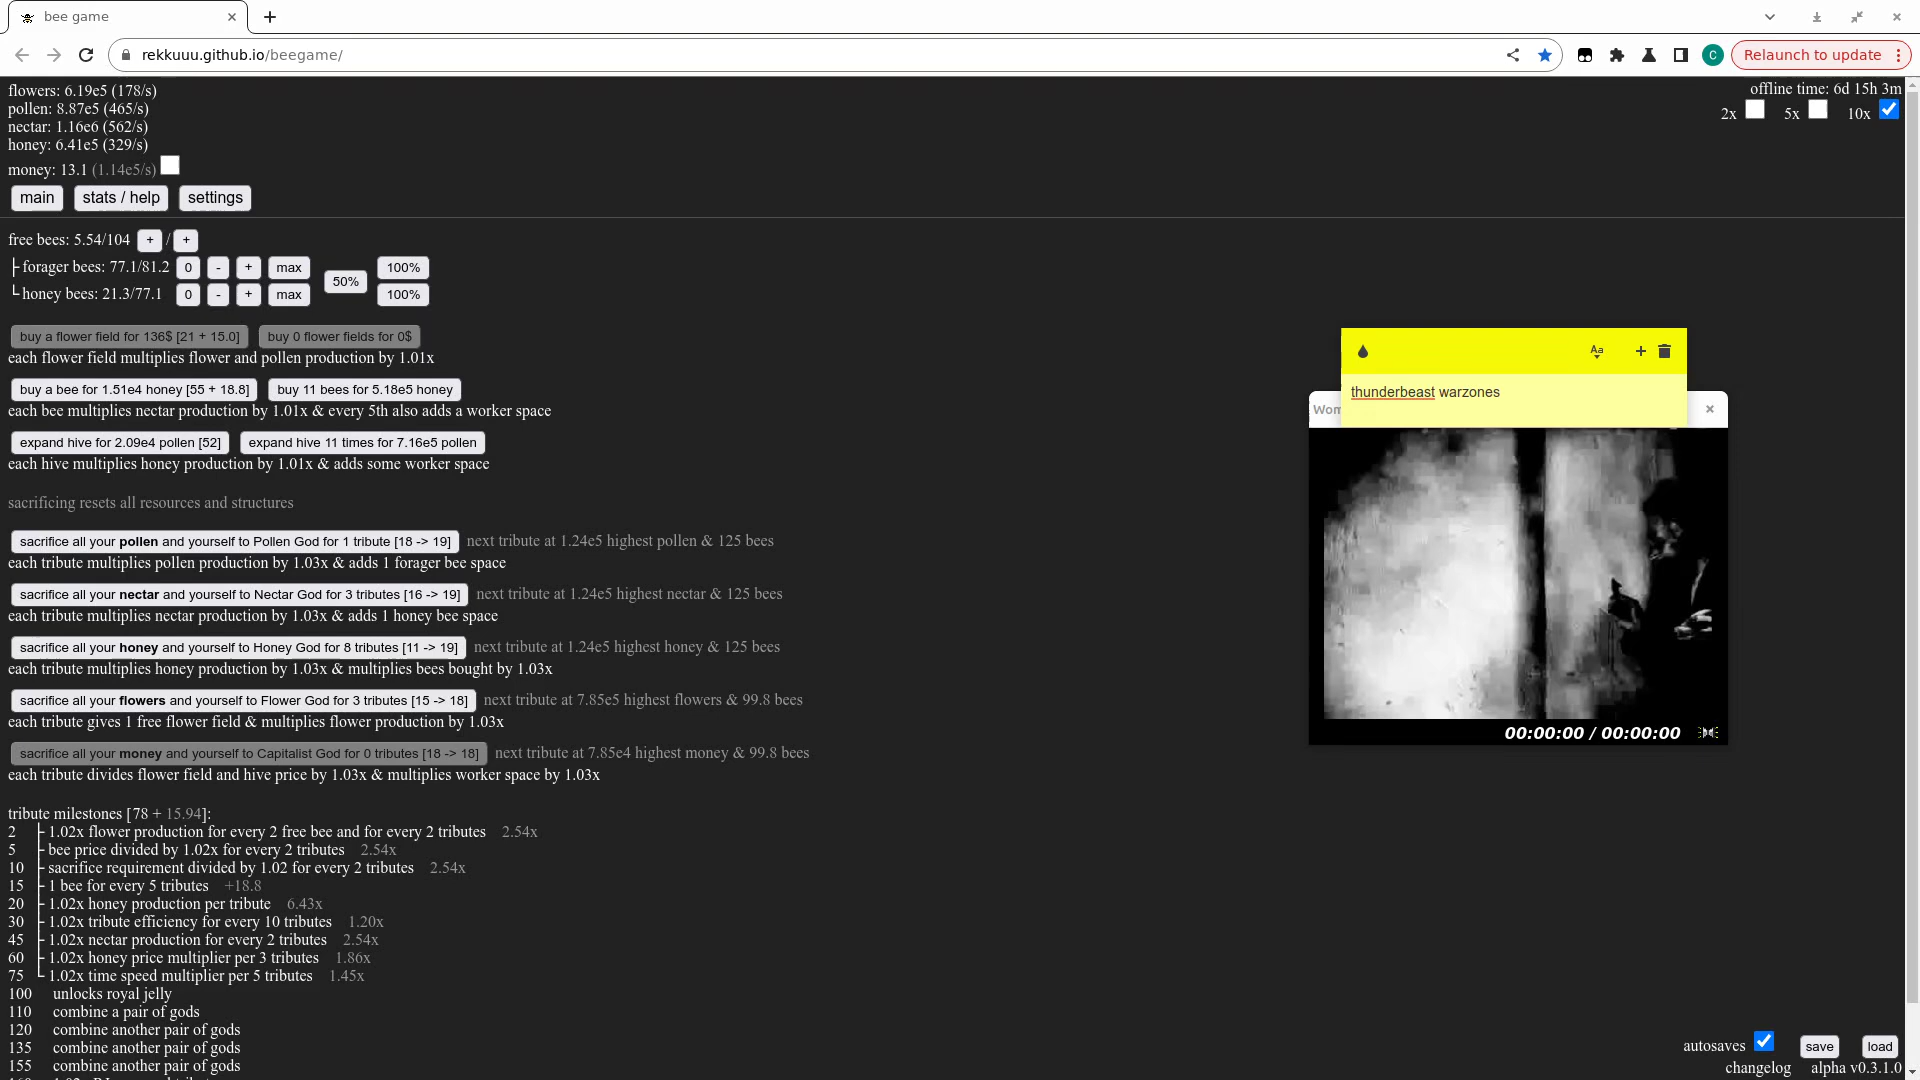 bee game
rekkuuu.github.io/beegame/
C
Relaunch to update
flowers: 6.19e5 (178/s)
pollen: 8.87e5 (465/s)
nectar: 1.16e6 (562/s)
honey: 6.41e5 (329/s)
money: 13.1 (1.14e5/s)
offline time: 6d 15h 3m
2x 5x 10x
main stats / help settings
free bees: 5.54/104 + / +
├ forager bees: 77.1/81.2 0 - + max 50% 100%
└ honey bees: 21.3/77.1 0 - + max 100%
buy a flower field for 136$ [21 + 15.0] buy 0 flower fields for 0$
each flower field multiplies flower and pollen production by 1.01x
buy a bee for 1.51e4 honey [55 + 18.8] buy 11 bees for 5.18e5 honey
each bee multiplies nectar production by 1.01x & every 5th also adds a worker space
expand hive for 2.09e4 pollen [52] expand hive 11 times for 7.16e5 pollen
each hive multiplies honey production by 1.01x & adds some worker space
sacrificing resets all resources and structures
sacrifice all your pollen and yourself to Pollen God for 1 tribute [18 -> 19] next tribute at 1.24e5 highest pollen & 125 bees
each tribute multiplies pollen production by 1.03x & adds 1 forager bee space
sacrifice all your nectar and yourself to Nectar God for 3 tributes [16 -> 19] next tribute at 1.24e5 highest nectar & 125 bees
each tribute multiplies nectar production by 1.03x & adds 1 honey bee space
sacrifice all your honey and yourself to Honey God for 8 tributes [11 -> 19] next tribute at 1.24e5 highest honey & 125 bees
each tribute multiplies honey production by 1.03x & multiplies bees bought by 1.03x
sacrifice all your flowers and yourself to Flower God for 3 tributes [15 -> 18] next tribute at 7.85e5 highest flowers & 99.8 bees
each tribute gives 1 free flower field & multiplies flower production by 1.03x
sacrifice all your money and yourself to Capitalist God for 0 tributes [18 -> 18] next tribute at 7.85e4 highest money & 99.8 bees
each tribute divides flower field and hive price by 1.03x & multiplies worker space by 1.03x
tribute milestones [78 + 15.94]:
2 ├ 1.02x flower production for every 2 free bee and for every 2 tributes 2.54x
5 ├ bee price divided by 1.02x for every 2 tributes 2.54x
10 ├ sacrifice requirement divided by 1.02 for every 2 tributes 2.54x
15 ├ 1 bee for every 5 tributes +18.8
20 ├ 1.02x honey production per tribute 6.43x
30 ├ 1.02x tribute efficiency for every 10 tributes 1.20x
45 ├ 1.02x nectar production for every 2 tributes 2.54x
60 ├ 1.02x honey price multiplier per 3 tributes 1.86x
75 └ 1.02x time speed multiplier per 5 tributes 1.45x
100 unlocks royal jelly
110 combine a pair of gods
120 combine another pair of gods
135 combine another pair of gods
155 combine another pair of gods
Aa
thunderbeast warzones
00:00:00 / 00:00:00
autosaves save load
changelog alpha v0.3.1.0